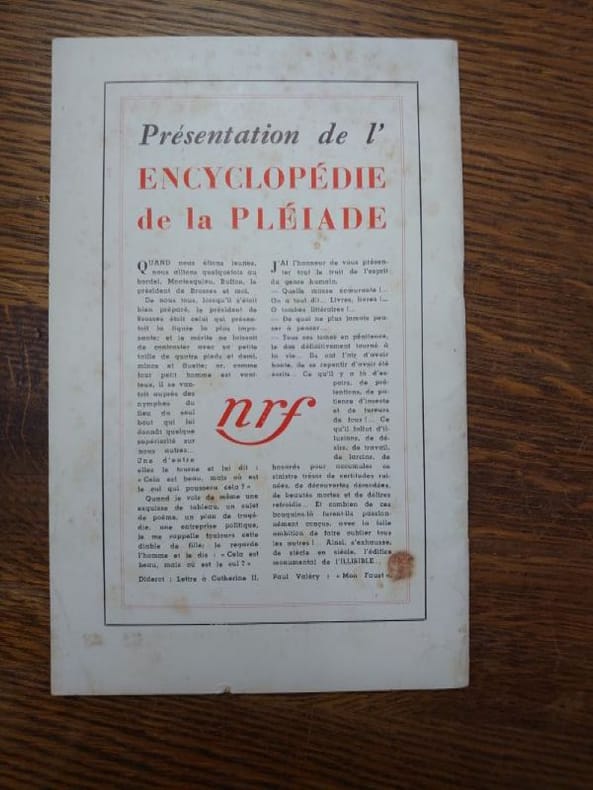 Présentation de l'
ENCYCLOPÉDIE
de la PLÉIADE
QUAND nous étions jeunes,
nous allions quelquefois au
bordel, Montesquieu, Buffon, le
président de Brosses et moi.
De nous tous, lorsqu'il s'était
bien préparé, le président de
Brosses était celui qui présen-
tait la figure la plus impo-
sante; et la mérite ne laissait
de contraster avec sa petite
taille de quatre pieds et demi,
mince et fluette; or, comme
tout petit homme est vani-
teux, il se van-
tait auprès des
nymphes du
lieu du seul
bout qui lui
donnât quelque
supériorité sur
nous autres...
Une d'entre
elles le tourne et lui dit :
« Cela est beau, mais où est
le cul qui poussera cela ? »
Quand je vois de même une
esquisse de tableau, un sujet
de poème, un plan de tragé-
die, une entreprise politique,
je me rappelle toujours cette
diable de fille; je regarde
l'homme et je dis : « Cela est
beau, mais où est le cul ? »
Diderot : Lettre à Catherine II.
J'AI l'honneur de vous présen-
ter tout le fruit de l'esprit
du genre humain.
— Quelle masse écœurante !...
On a tout dit... Livres, livres !...
O tombes littéraires !...
— De quoi ne plus jamais pen-
ser à penser...
— Tous ces tomes en pénitence,
le dos définitivement tourné à
la vie... Ils ont l'air d'avoir
honte, de se repentir d'avoir été
écrits... Ce qu'il y a là d'es-
poirs, de pré-
tentions, de pa-
tience d'insecte
et de fureurs
de fous !... Ce
qu'il fallut d'il-
lusions, de dé-
sirs, de travail,
de larcins, de
hasards pour accumuler ce
sinistre trésor de certitudes rui-
nées, de découvertes démodées,
de beautés mortes et de délires
refroidis... Et combien de ces
bouquins-là furent-ils passion-
nément conçus, avec la folle
ambition de faire oublier tous
les autres !... Ainsi, s'exhausse,
de siècle en siècle, l'édifice
monumental de l'ILLISIBLE...
Paul Valéry : « Mon Faust ».
nrf